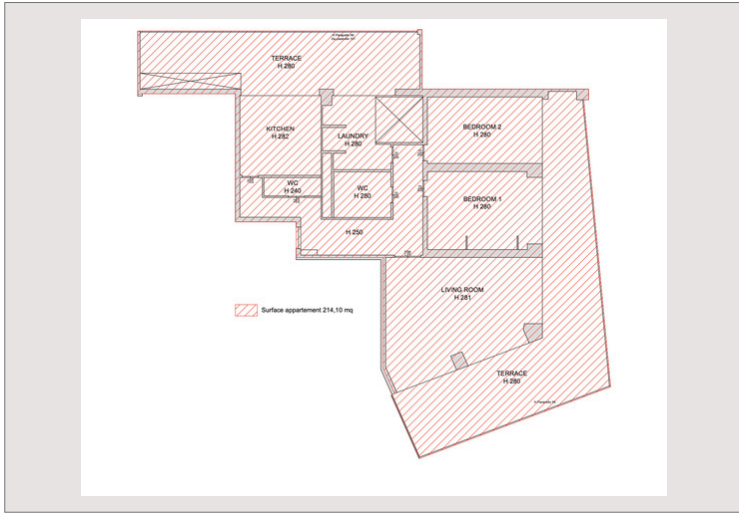 TERRACE
H 280
KITCHEN
H 282
LAUNDRY
H 280
BEDROOM 2
H 280
WC
H 240
WC
H 280
BEDROOM 1
H 280
H 250
LIVING ROOM
H 281
Surface appartement 214,10 mq
TERRACE
H 280